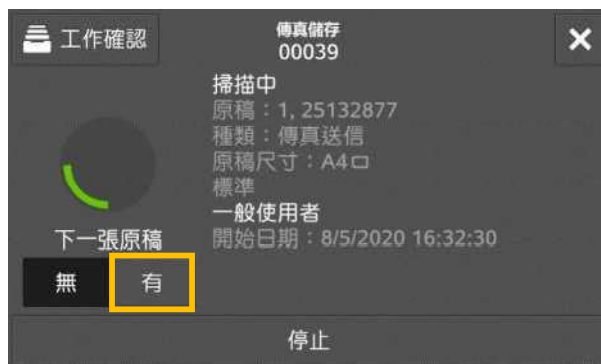 工作確認
傳真儲存
00039
掃描中
原稿：1, 25132877
種類：傳真送信
原稿尺寸：A4
標準
一般使用者
開始日期：8/5/2020 16:32:30
下一張原稿
無
有
停止